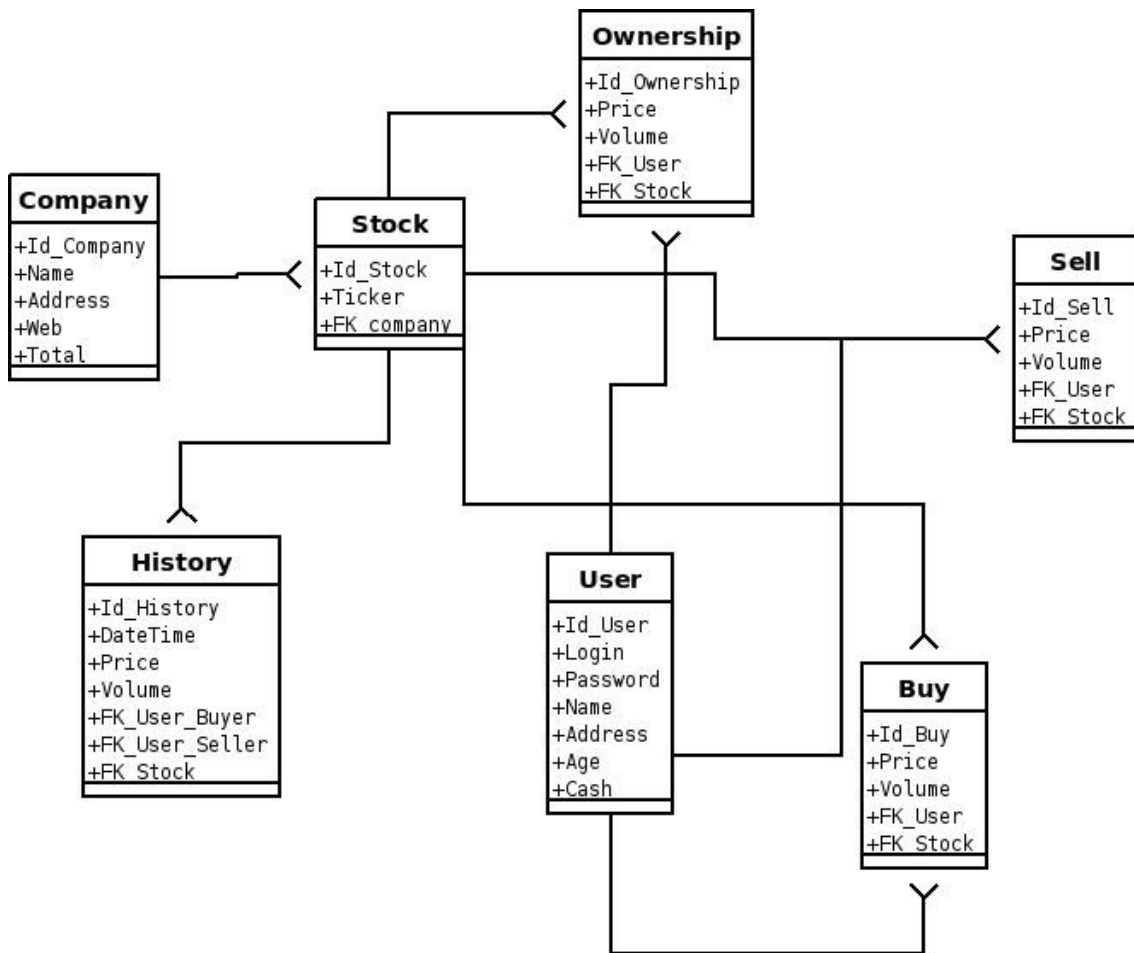 Ownership
+Id_Ownership
+Price
+Volume
+FK_User
+FK_Stock
Company
+Id_Company
+Name
+Address
+Web
+Total
Stock
+Id_Stock
+Ticker
+FK_company
Sell
+Id_Sell
+Price
+Volume
+FK_User
+FK_Stock
History
+Id_History
+DateTime
+Price
+Volume
+FK_User_Buyer
+FK_User_Seller
+FK_Stock
User
+Id_User
+Login
+Password
+Name
+Address
+Age
+Cash
Buy
+Id_Buy
+Price
+Volume
+FK_User
+FK_Stock